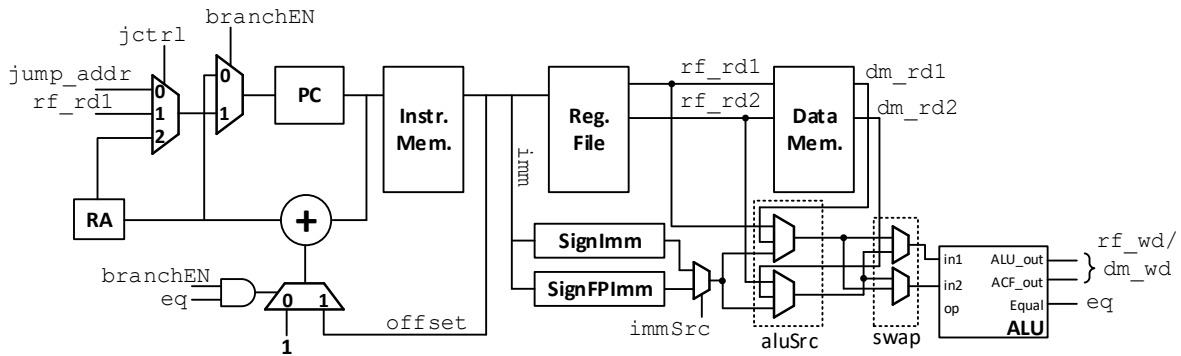 branchEN
jctrl
jump_addr
rf_rd1
0
1
2
0
1
PC
Instr.
Mem.
imm
Reg.
File
rf_rd1
rf_rd2
Data
Mem.
dm_rd1
dm_rd2
RA
+
branchEN
eq
0 1
1
offset
SignImm
SignFPImm
immSrc
aluSrc
swap
in1
in2
op
ALU_out
ACF_out
Equal
ALU
rf_wd/
dm_wd
eq